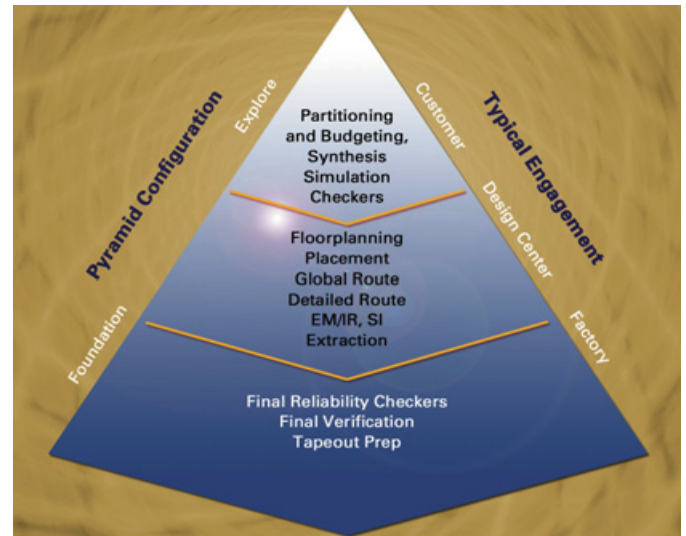 Pyramid Configuration
Explore
Foundation
Partitioning
and Budgeting,
Synthesis
Simulation
Checkers
Floorplanning
Placement
Global Route
Detailed Route
EM/IR, SI
Extraction
Final Reliability Checkers
Final Verification
Tapeout Prep
Customer
Design Center
Factory
Typical Engagement